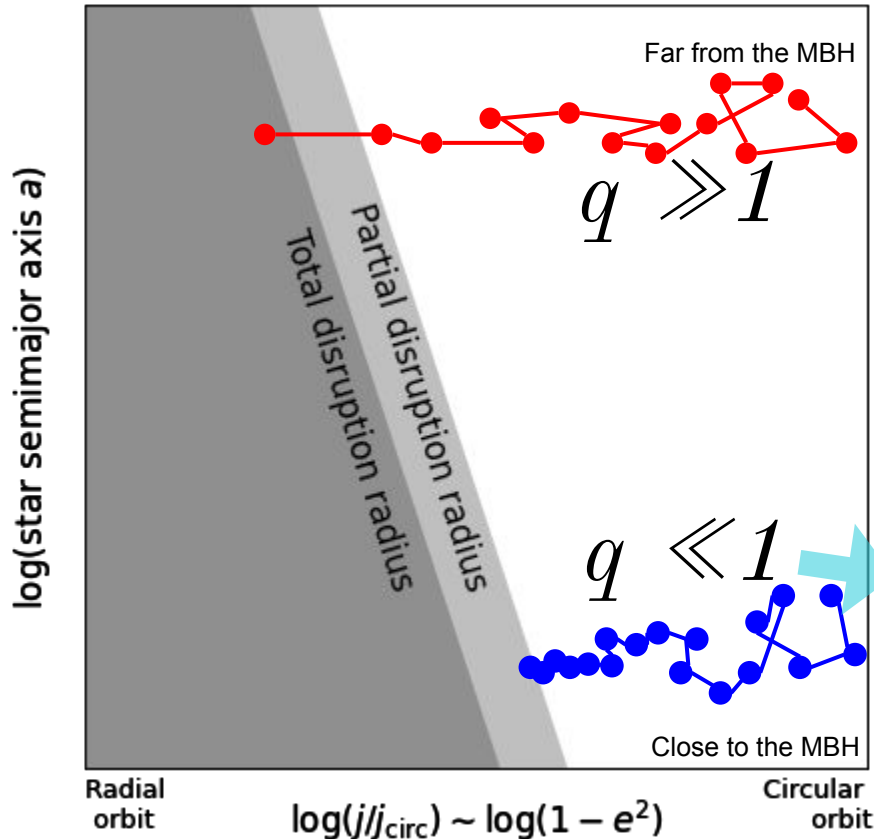 Far from the MBH
q ≫ 1
Partial disruption radius
Total disruption radius
log(star semimajor axis a)
q ≪ 1
Close to the MBH
Radial
orbit
log(j/j_circ) ~ log(1 − e²)
Circular
orbit